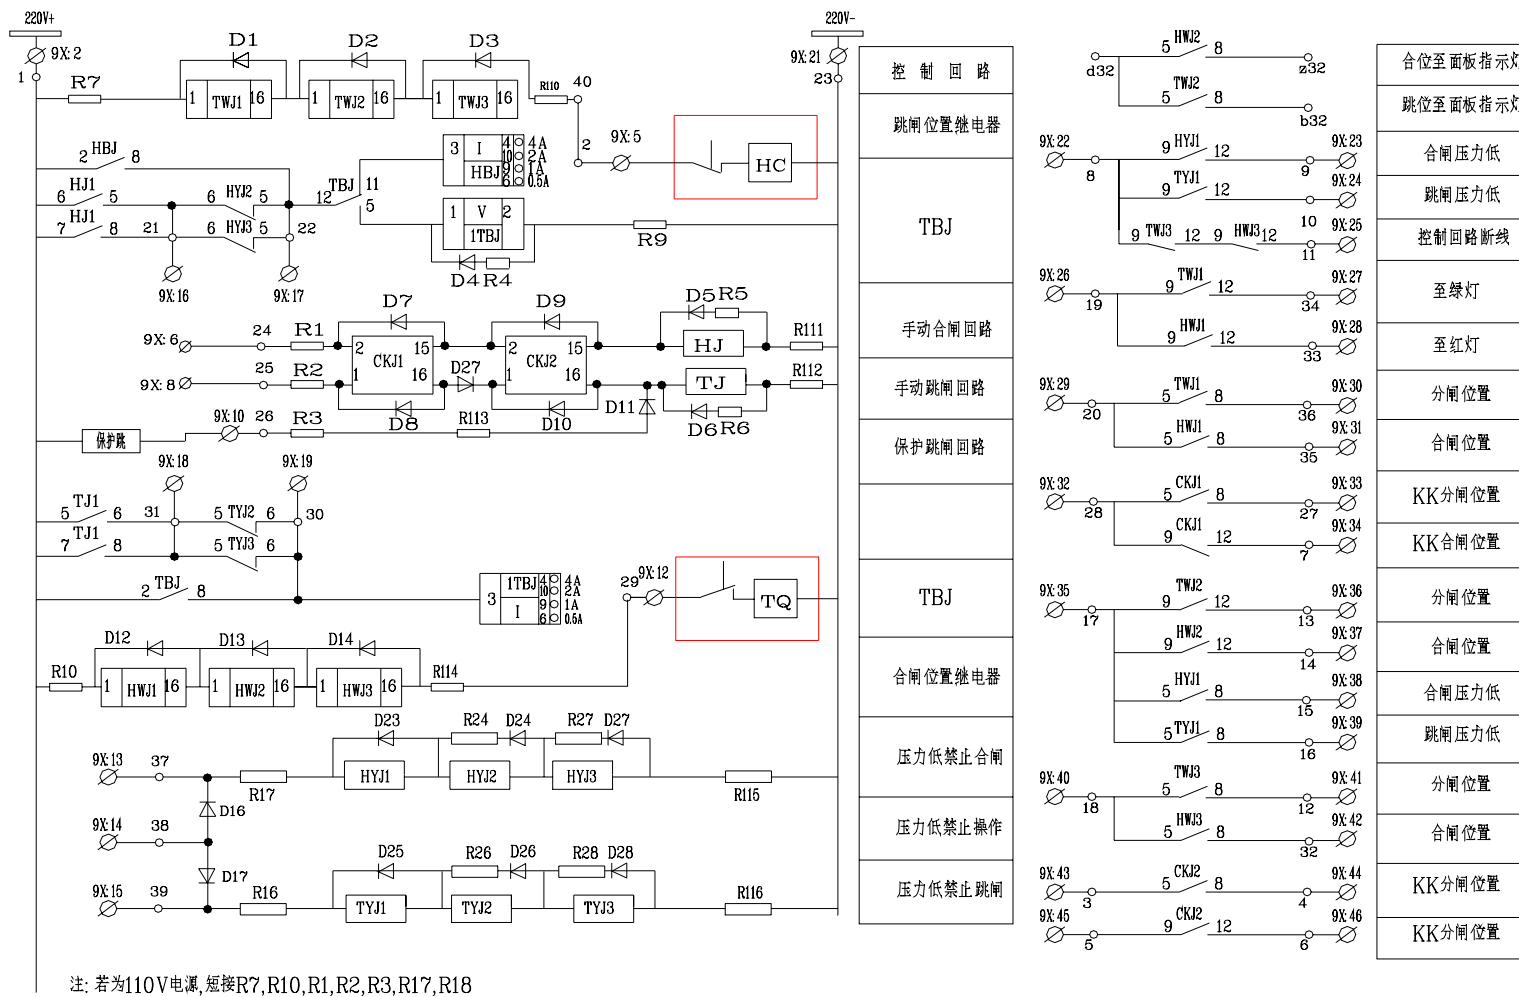 220V+
220V-
9X:2
1
R7
D1
D2
D3
1 TWJ1 16
1 TWJ2 16
1 TWJ3 16
R110
40
2
9X:5
HC
9X:21
23
2 HBJ 8
6 HJ1 5
7 HJ1 8
21
6 HYJ2 5
6 HYJ3 5
22
9X:16
9X:17
12 TBJ 11
5
3 I HBJ
4 4A
10 2A
9 1A
6 0.5A
1 V 2
1TBJ
D4 R4
R9
9X:6
24
R1
D7
2 15
CKJ1
1 16
D8
D9
2 15
CKJ2
1 16
D10
D27
D5 R5
HJ
R111
9X:8
25
R2
TJ
R112
D11
D6 R6
保护跳
9X:10
26
R3
R113
9X:18
9X:19
5 TJ1 6
7 TJ1 8
31
5 TYJ2 6
5 TYJ3 6
30
2 TBJ 8
3 1TBJ I
4 4A
10 2A
9 1A
6 0.5A
29
9X:12
TQ
R10
D12
D13
D14
1 HWJ1 16
1 HWJ2 16
1 HWJ3 16
R114
9X:13
37
R17
D23
R24 D24
R27 D27
HYJ1
HYJ2
HYJ3
R115
D16
9X:14
38
D17
9X:15
39
R16
D25
R26 D26
R28 D28
TYJ1
TYJ2
TYJ3
R116
注: 若为110V电源,短接R7,R10,R1,R2,R3,R17,R18
控制回路
跳闸位置继电器
TBJ
手动合闸回路
手动跳闸回路
保护跳闸回路
TBJ
合闸位置继电器
压力低禁止合闸
压力低禁止操作
压力低禁止跳闸
d32 5 HWJ2 8 z32
合位至面板指示灯
5 TWJ2 8 b32
跳位至面板指示灯
9X:22 8 9 HYJ1 12 9 9X:23
合闸压力低
9 TYJ1 12 10 9X:24
跳闸压力低
9 TWJ3 12 9 HWJ3 12 11 9X:25
控制回路断线
9X:26 19 9 TWJ1 12 34 9X:27
至绿灯
9 HWJ1 12 33 9X:28
至红灯
9X:29 20 5 TWJ1 8 36 9X:30
分闸位置
5 HWJ1 8 35 9X:31
合闸位置
9X:32 28 5 CKJ1 8 27 9X:33
KK分闸位置
9 CKJ1 12 7 9X:34
KK合闸位置
9X:35 17 9 TWJ2 12 13 9X:36
分闸位置
9 HWJ2 12 14 9X:37
合闸位置
5 HYJ1 8 15 9X:38
合闸压力低
5 TYJ1 8 16 9X:39
跳闸压力低
9X:40 18 5 TWJ3 8 12 9X:41
分闸位置
5 HWJ3 8 32 9X:42
合闸位置
9X:43 3 5 CKJ2 8 4 9X:44
KK分闸位置
9X:45 5 9 CKJ2 12 6 9X:46
KK分闸位置